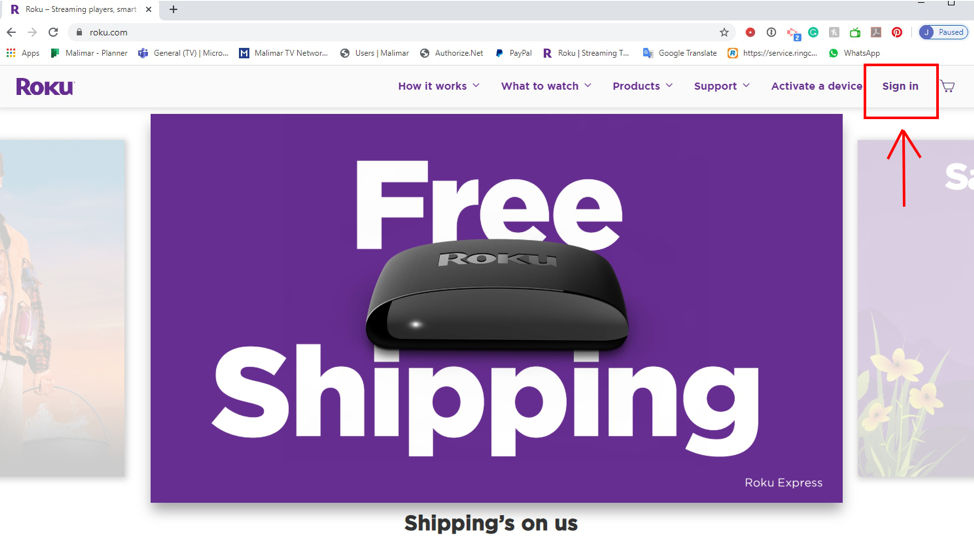 Roku – Streaming players, smart
roku.com
J Paused
Apps Malimar - Planner General (TV) | Micro... Malimar TV Network... Users | Malimar Authorize.Net PayPal Roku | Streaming T... Google Translate https://service.ringc... WhatsApp
ROKU How it works What to watch Products Support Activate a device Sign in
Free
Sa
ROKU
Shipping
Roku Express
Shipping's on us